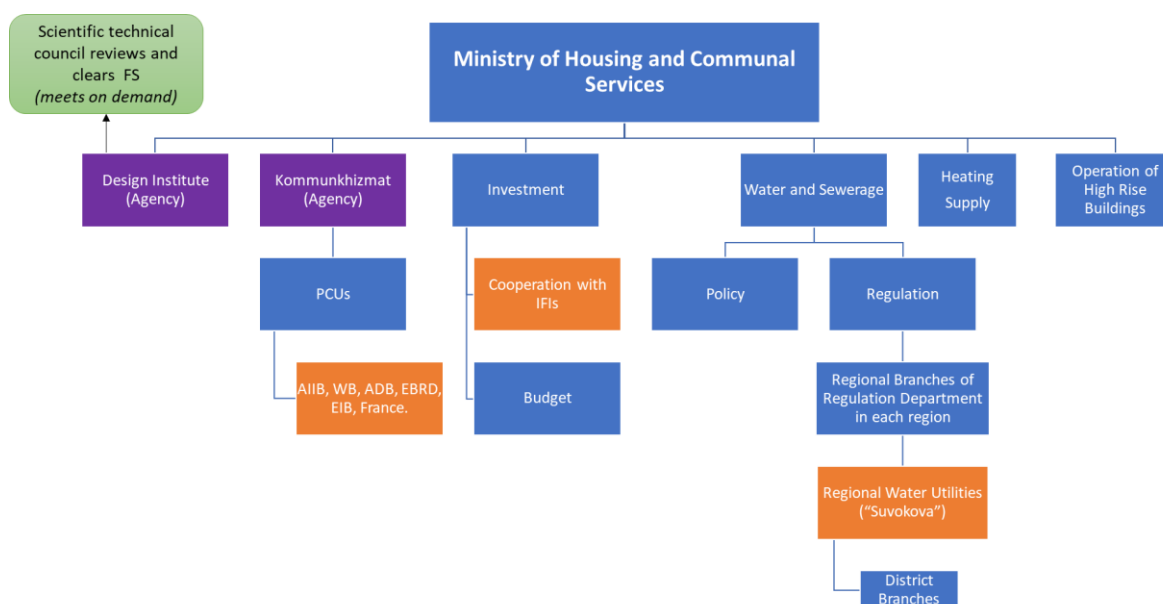 Scientific technical
council reviews and
clears FS
(meets on demand)
Ministry of Housing and Communal
Services
Design Institute
(Agency)
Kommunkhizmat
(Agency)
Investment
Water and Sewerage
Heating
Supply
Operation of
High Rise
Buildings
PCUs
Cooperation with
IFIs
Policy
Regulation
AIIB, WB, ADB, EBRD,
EIB, France.
Budget
Regional Branches of
Regulation Department
in each region
Regional Water Utilities
(“Suvokova”)
District
Branches